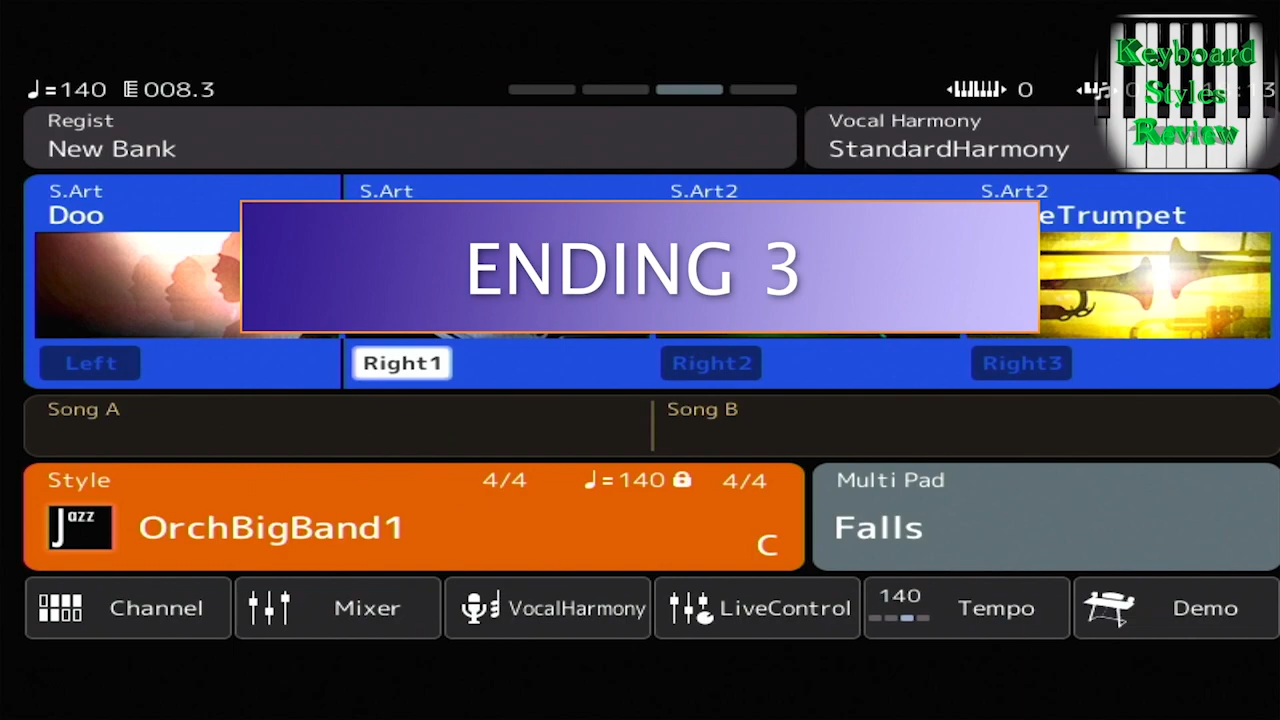 =140 008.3
0
Keyboard
Styles
Review
Regist
New Bank
Vocal Harmony
StandardHarmony
S.Art
Doo
S.Art
S.Art2
S.Art2
eTrumpet
ENDING 3
Left
Right1
Right2
Right3
Song A
Song B
Style
4/4 =140 4/4
Jazz
OrchBigBand1
C
Multi Pad
Falls
Channel
Mixer
VocalHarmony
LiveControl
140
Tempo
Demo